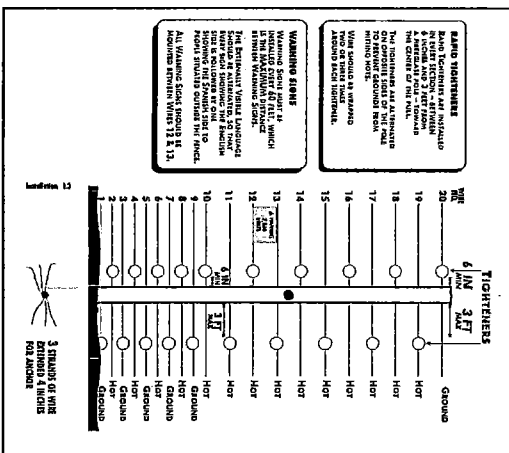 RAPID TIGHTENERS
RAPID TIGHTENERS ARE INSTALLED
IN EVERY SECTION – BETWEEN
6 INCHES AND 3 FEET FROM
A FIBERGLASS POLE – TOWARD
THE CENTER OF THE PULL.
THE TIGHTENERS ARE ALTERNATED
ON OPPOSITE SIDES OF THE POLE
TO PREVENT GROUNDS FROM
HITTING HOTS.
WIRE SHOULD BE WRAPPED
TWO OR THREE TIMES
AROUND EACH TIGHTENER.
WARNING SIGNS
WARNING SIGNS MUST BE
INSTALLED EVERY 60 FEET, WHICH
IS THE MAXIMUM DISTANCE
BETWEEN WARNING SIGNS.
THE EXTERNALLY VISIBLE LANGUAGE
SHOULD BE ALTERNATED, SO THAT
EVERY SIGN SHOWING THE ENGLISH
SIDE IS FOLLOWED BY ONE
SHOWING THE SPANISH SIDE TO
PEOPLE SITUATED OUTSIDE THE FENCE.
ALL WARNING SIGNS SHOULD BE
MOUNTED BETWEEN WIRES 12 & 13.
TIGHTENERS
6 IN
MIN
3 FT
MAX
WIRE
NO.
20 GROUND
19 HOT
18 HOT
17 HOT
16 HOT
15 HOT
14 HOT
13 HOT
WARNING
12 HOT
11 HOT
6 IN
MIN
3 FT
MAX
10 HOT
9 GROUND
8 HOT
7 GROUND
6 HOT
5 GROUND
4 HOT
3 GROUND
2 HOT
1 GROUND
3 STRANDS OF WIRE
EXTENDED 4 INCHES
FOR ANCHOR
Installation 13